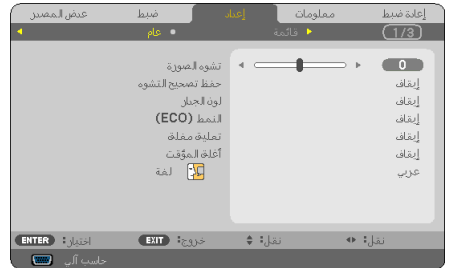 عرض المصدر ضبط إعداد معلومات إعادة ضبط
عام قائمة (1/3)
تشوه الصورة 0
حفظ تصحيح التشوه إيقاف
لون الجدار إيقاف
النمط (ECO) إيقاف
تعليق مغلق إيقاف
أغلق المؤقت إيقاف
لغة عربي
ENTER اختيار: EXIT خروج: نقل: نقل:
حاسب آلي